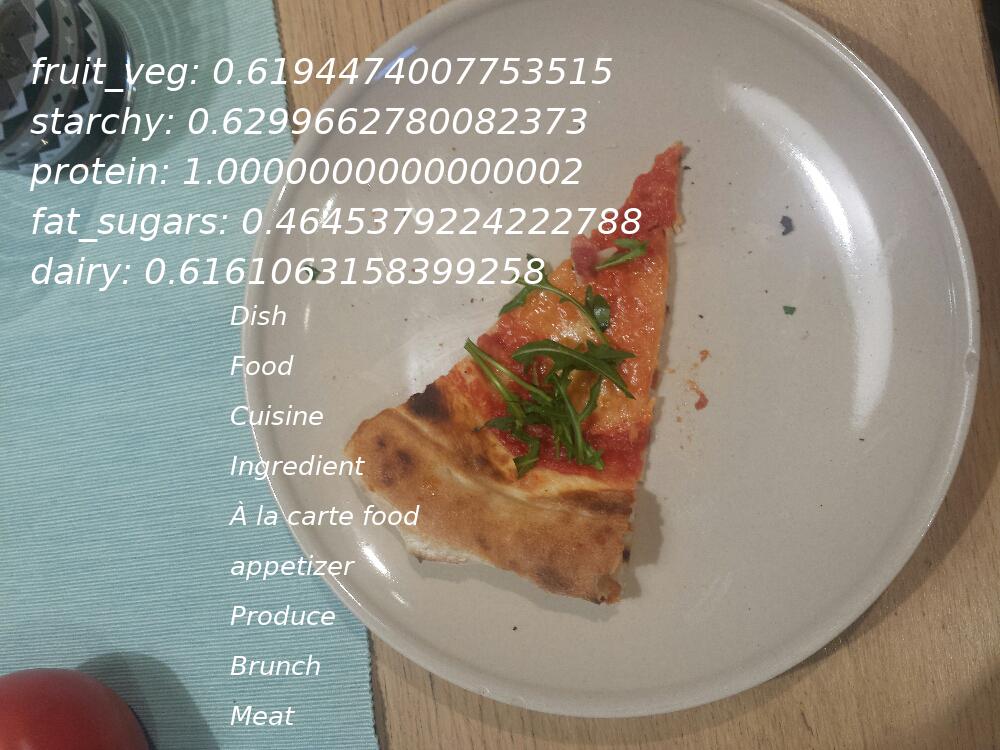 fruit_veg: 0.6194474007753515
starchy: 0.6299662780082373
protein: 1.0000000000000002
fat_sugars: 0.4645379224222788
dairy: 0.6161063158399258
Dish
Food
Cuisine
Ingredient
À la carte food
appetizer
Produce
Brunch
Meat